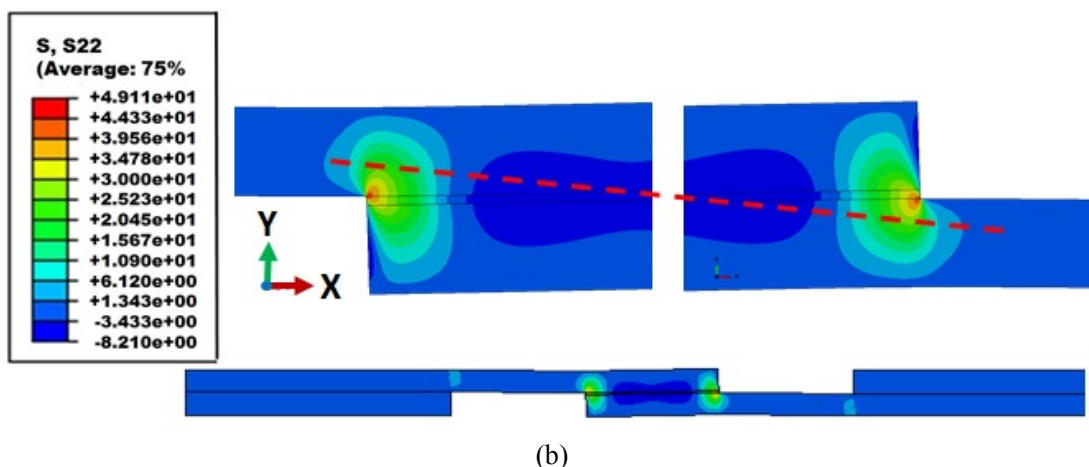 S, S22
(Average: 75%
+4.911e+01
+4.433e+01
+3.956e+01
+3.478e+01
+3.000e+01
+2.523e+01
+2.045e+01
+1.567e+01
+1.090e+01
+6.120e+00
+1.343e+00
-3.433e+00
-8.210e+00
Y
X
(b)